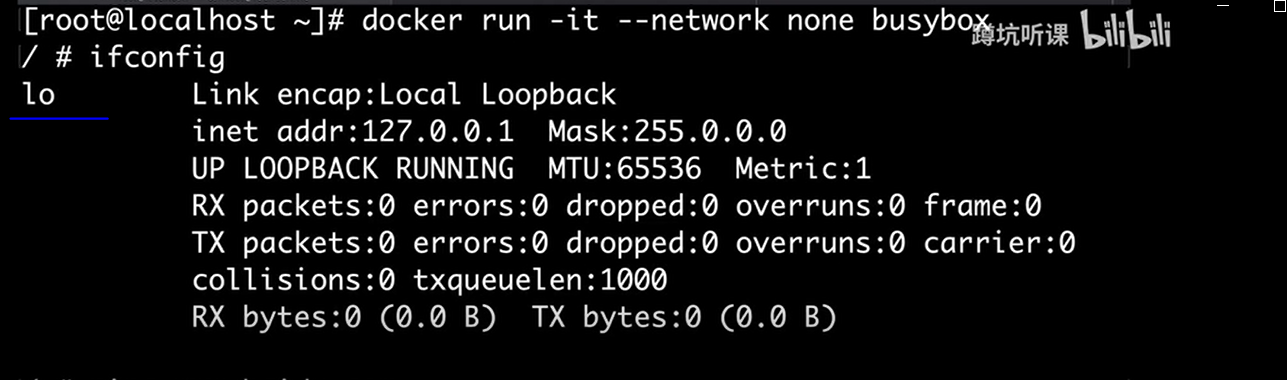 [root@localhost ~]# docker run -it --network none busybox
蹲坑听课 bilibili
/ # ifconfig
lo        Link encap:Local Loopback
          inet addr:127.0.0.1  Mask:255.0.0.0
          UP LOOPBACK RUNNING  MTU:65536  Metric:1
          RX packets:0 errors:0 dropped:0 overruns:0 frame:0
          TX packets:0 errors:0 dropped:0 overruns:0 carrier:0
          collisions:0 txqueuelen:1000
          RX bytes:0 (0.0 B)  TX bytes:0 (0.0 B)